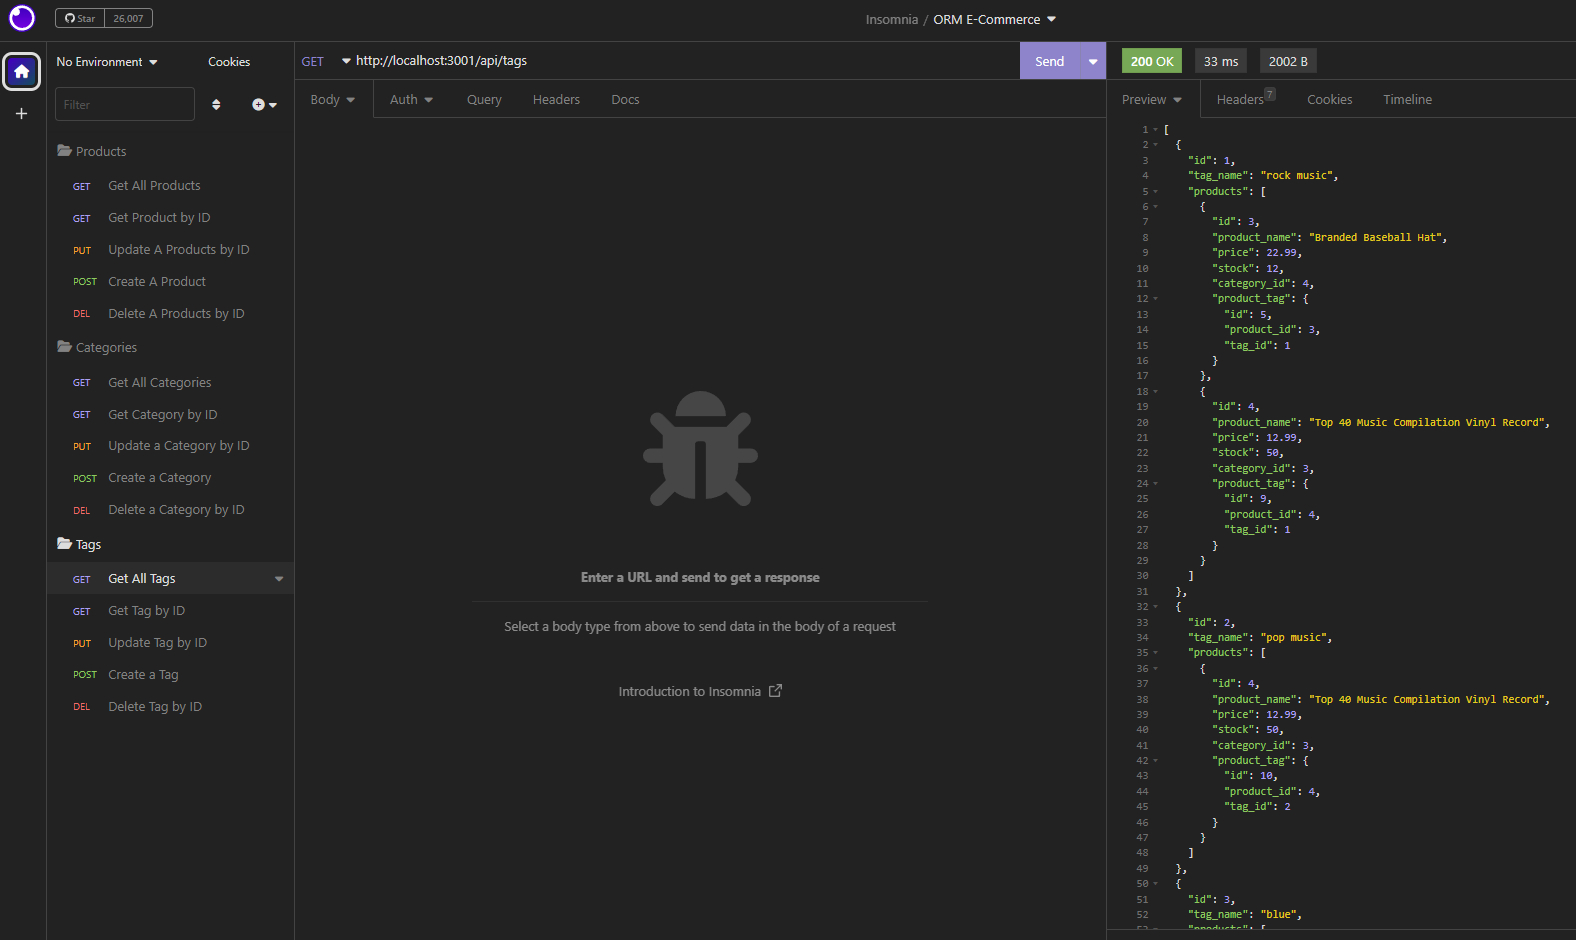 Star 26,007
Insomnia / ORM E-Commerce
No Environment
Cookies
Filter
Products
GET Get All Products
GET Get Product by ID
PUT Update A Products by ID
POST Create A Product
DEL Delete A Products by ID
Categories
GET Get All Categories
GET Get Category by ID
PUT Update a Category by ID
POST Create a Category
DEL Delete a Category by ID
Tags
GET Get All Tags
GET Get Tag by ID
PUT Update Tag by ID
POST Create a Tag
DEL Delete Tag by ID
GET http://localhost:3001/api/tags
Send
Body Auth Query Headers Docs
Enter a URL and send to get a response
Select a body type from above to send data in the body of a request
Introduction to Insomnia
200 OK 33 ms 2002 B
Preview Headers 7 Cookies Timeline
1 [
2 {
3 "id": 1,
4 "tag_name": "rock music",
5 "products": [
6 {
7 "id": 3,
8 "product_name": "Branded Baseball Hat",
9 "price": 22.99,
10 "stock": 12,
11 "category_id": 4,
12 "product_tag": {
13 "id": 5,
14 "product_id": 3,
15 "tag_id": 1
16 }
17 },
18 {
19 "id": 4,
20 "product_name": "Top 40 Music Compilation Vinyl Record",
21 "price": 12.99,
22 "stock": 50,
23 "category_id": 3,
24 "product_tag": {
25 "id": 9,
26 "product_id": 4,
27 "tag_id": 1
28 }
29 }
30 ]
31 },
32 {
33 "id": 2,
34 "tag_name": "pop music",
35 "products": [
36 {
37 "id": 4,
38 "product_name": "Top 40 Music Compilation Vinyl Record",
39 "price": 12.99,
40 "stock": 50,
41 "category_id": 3,
42 "product_tag": {
43 "id": 10,
44 "product_id": 4,
45 "tag_id": 2
46 }
47 }
48 ]
49 },
50 {
51 "id": 3,
52 "tag_name": "blue",
53 "products": [